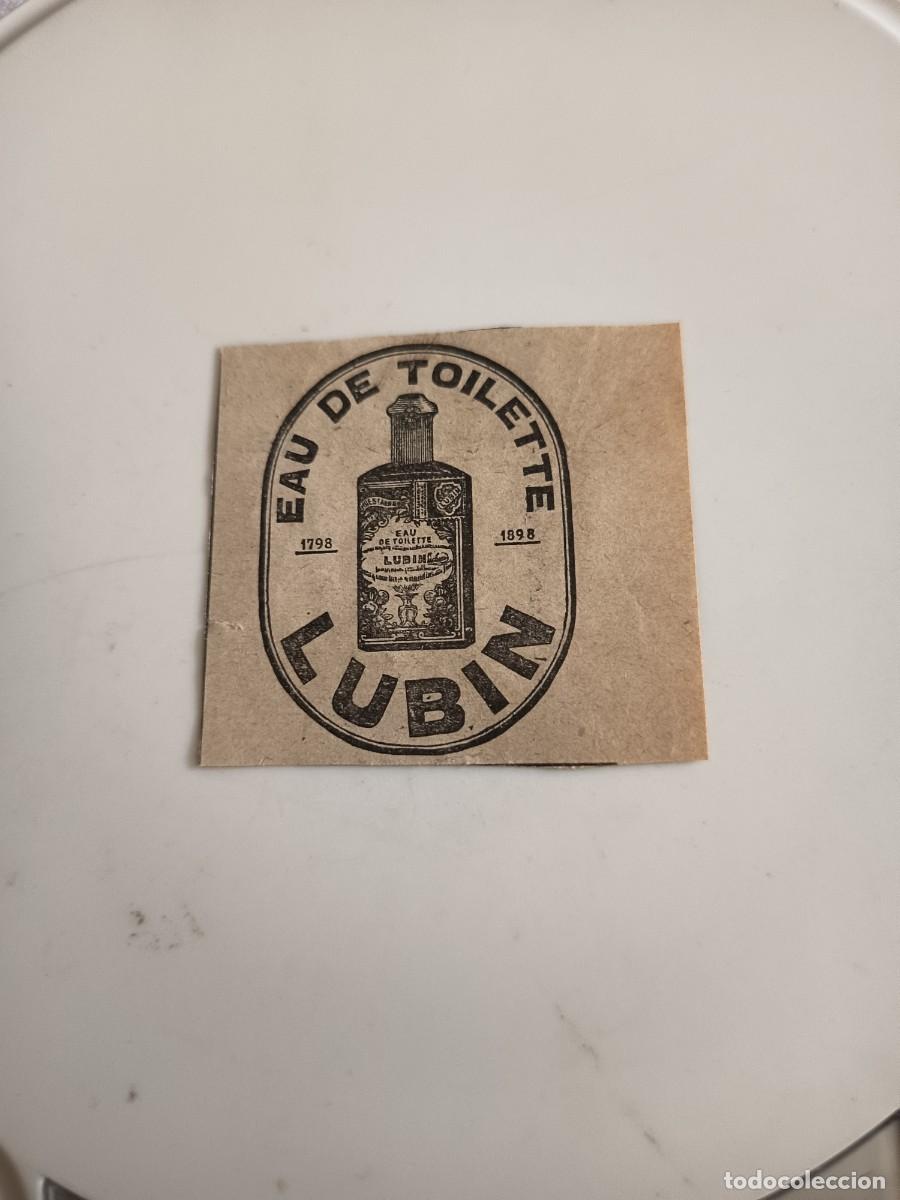 EAU DE TOILETTE
1798
1898
EAU
DE TOILETTE
LUBIN
LUBIN
todocoleccion